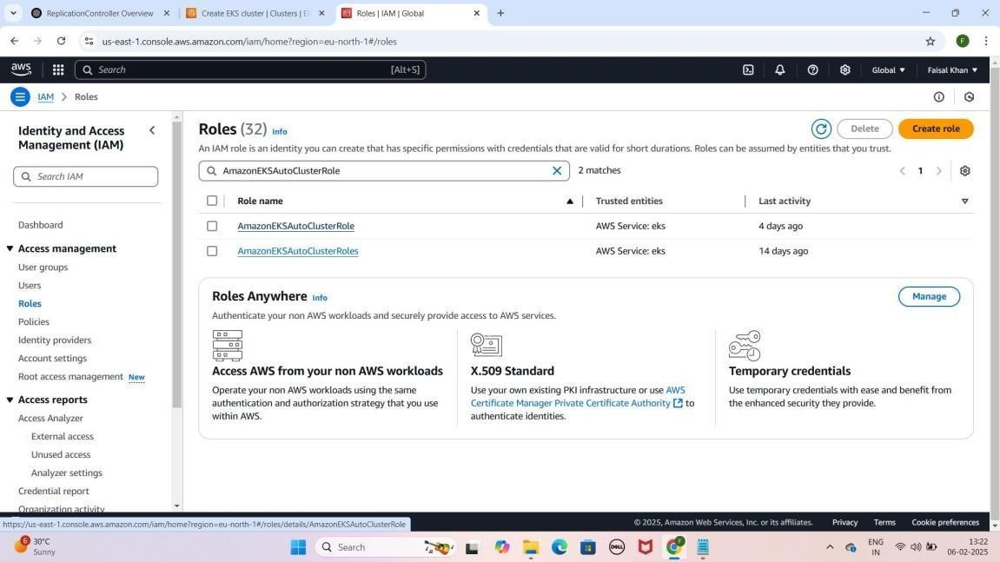 ReplicationController Overview
Create EKS cluster | Clusters | El
Roles | IAM | Global
us-east-1.console.aws.amazon.com/iam/home?region=eu-north-1#/roles
F
aws
Search
[Alt+S]
Global
Faisal Khan
IAM
Roles
Identity and Access
Management (IAM)
Search IAM
Dashboard
Access management
User groups
Users
Roles
Policies
Identity providers
Account settings
Root access management New
Access reports
Access Analyzer
External access
Unused access
Analyzer settings
Credential report
Organization activity
Roles (32) Info
Delete
Create role
An IAM role is an identity you can create that has specific permissions with credentials that are valid for short durations. Roles can be assumed by entities that you trust.
AmazonEKSAutoClusterRole
2 matches
1
Role name
Trusted entities
Last activity
AmazonEKSAutoClusterRole
AWS Service: eks
4 days ago
AmazonEKSAutoClusterRoles
AWS Service: eks
14 days ago
Roles Anywhere Info
Manage
Authenticate your non AWS workloads and securely provide access to AWS services.
Access AWS from your non AWS workloads
Operate your non AWS workloads using the same
authentication and authorization strategy that you use
within AWS.
X.509 Standard
Use your own existing PKI infrastructure or use AWS
Certificate Manager Private Certificate Authority to
authenticate identities.
Temporary credentials
Use temporary credentials with ease and benefit from
the enhanced security they provide.
https://us-east-1.console.aws.amazon.com/iam/home?region=eu-north-1#/roles/details/AmazonEKSAutoClusterRole
© 2025, Amazon Web Services, Inc. or its affiliates.
Privacy
Terms
Cookie preferences
6
30°C
Sunny
Search
DELL
F
ENG
IN
13:22
06-02-2025